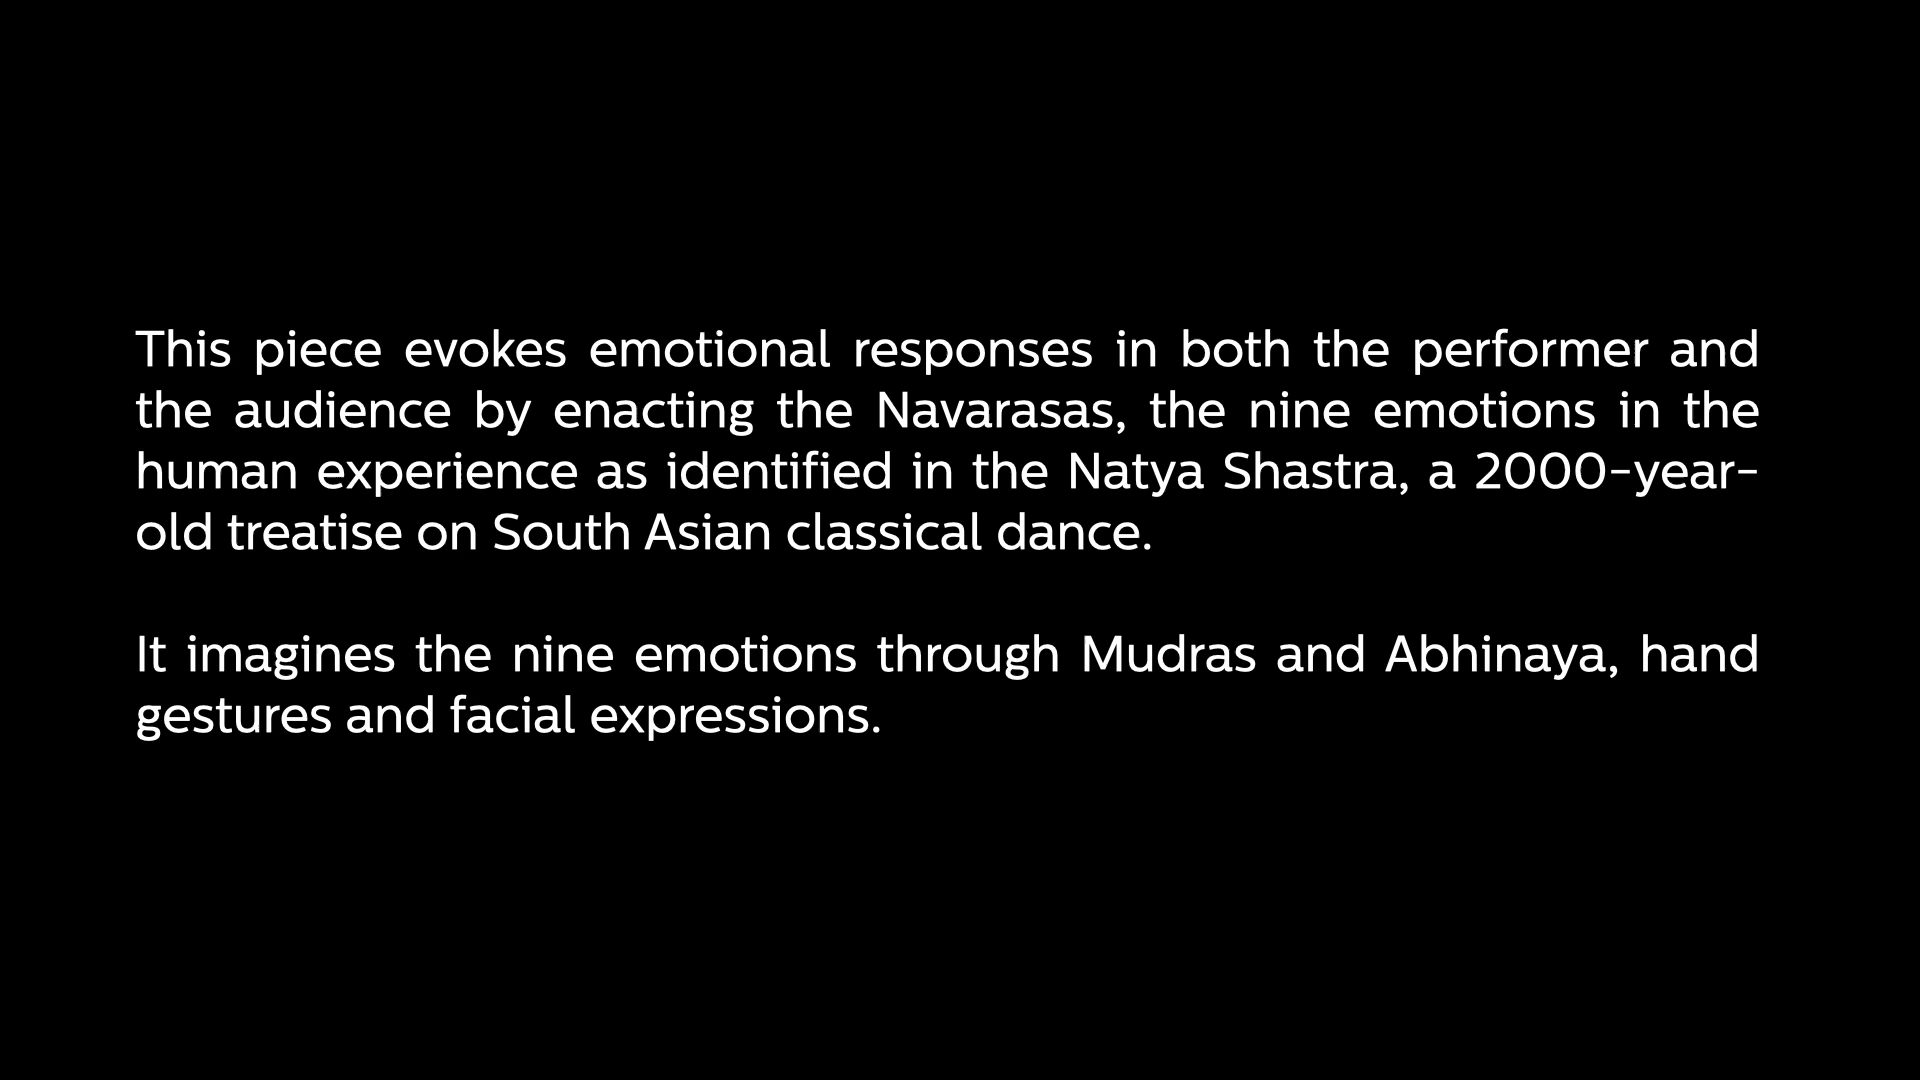 This piece evokes emotional responses in both the performer and
the audience by enacting the Navarasas, the nine emotions in the
human experience as identified in the Natya Shastra, a 2000-year-
old treatise on South Asian classical dance.
It imagines the nine emotions through Mudras and Abhinaya, hand
gestures and facial expressions.